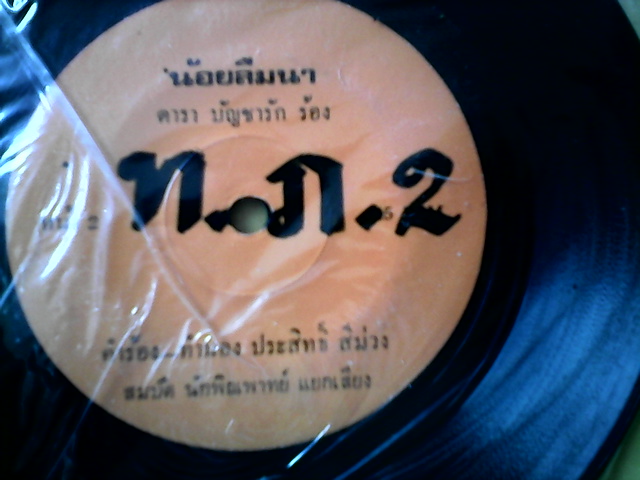 น้อยลืมนา
ดารา บัญชารัก ร้อง
ท.ภ.2
คำร้อง ทำนอง ประสิทธิ์ สีม่วง
สมบัติ นักพิณพาทย์ แยกเสียง